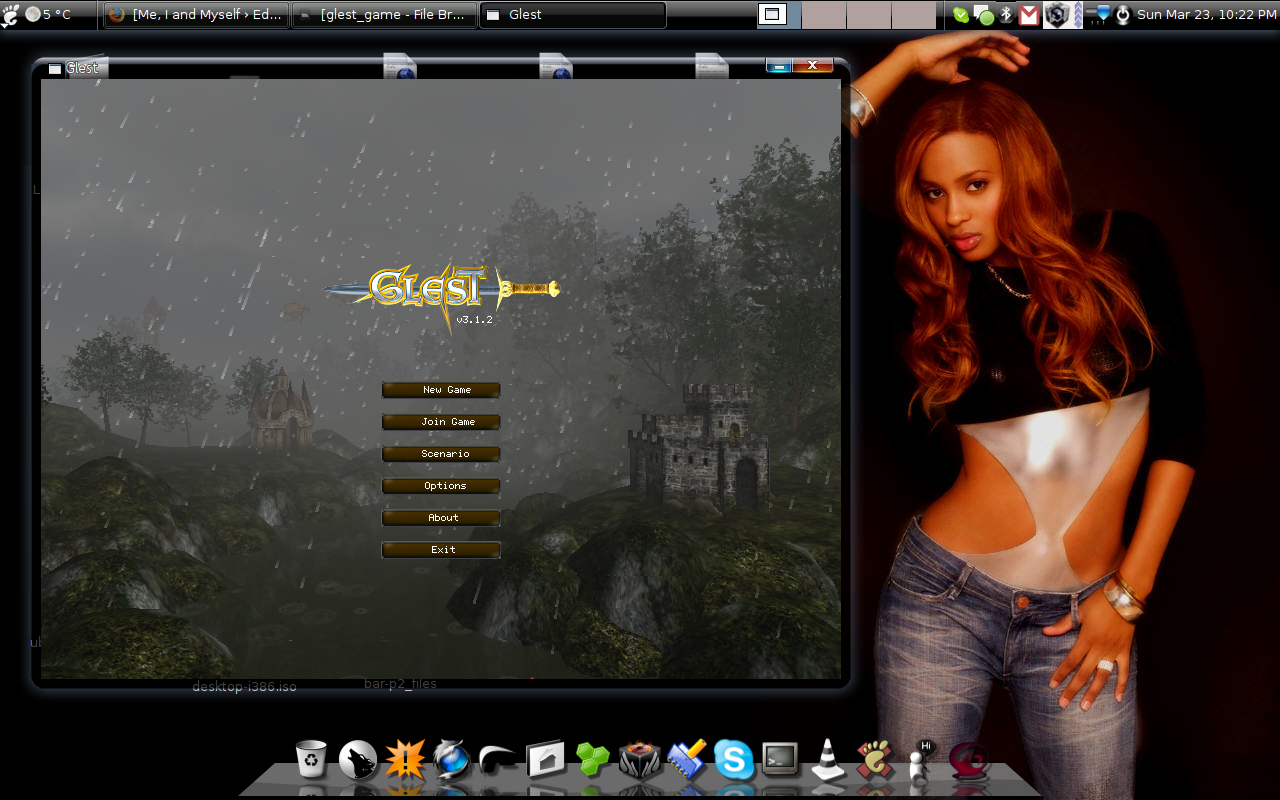 5 °C
[Me, I and Myself › Ed...
[glest_game - File Br...
Glest
Sun Mar 23, 10:22 PM
Glest
GLEST
v3.1.2
New Game
Join Game
Scenario
Options
About
Exit
desktop-i386.iso
bar-p2_files
Hi